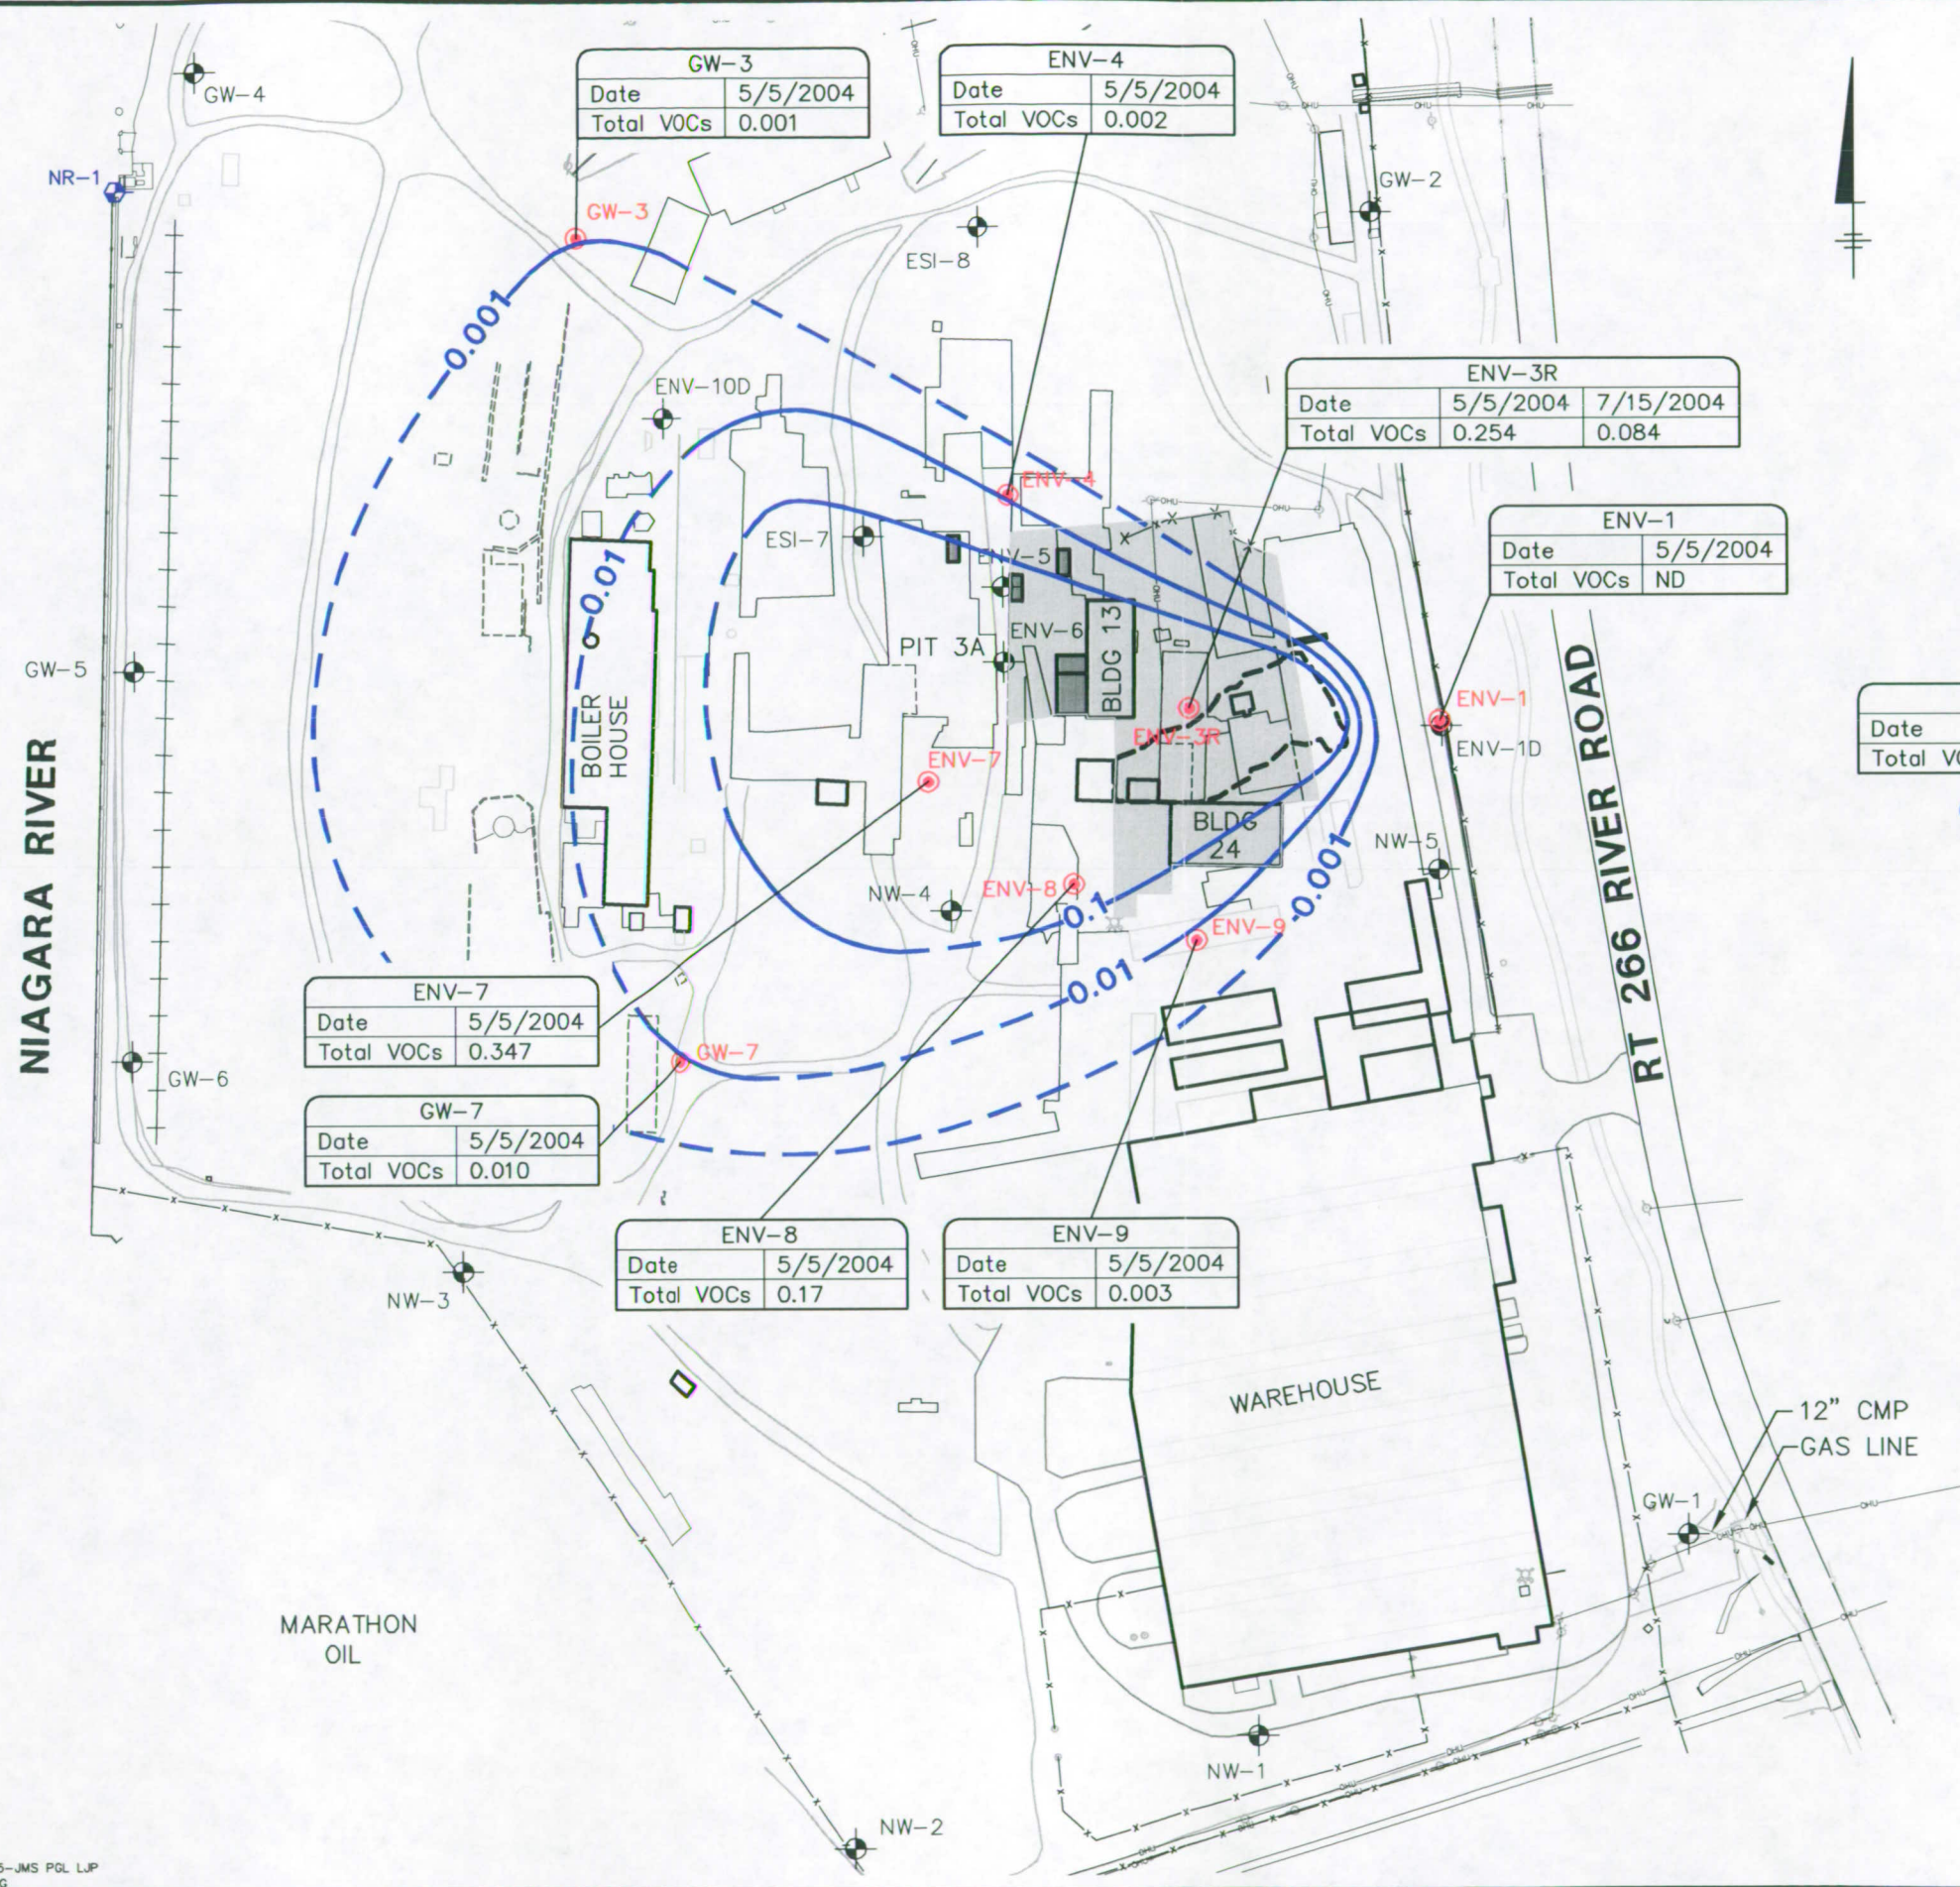 GW-4
GW-3
Date 5/5/2004
Total VOCs 0.001
ENV-4
Date 5/5/2004
Total VOCs 0.002
GW-2
NR-1
GW-3
ESI-8
0.001
ENV-10D
ENV-3R
Date 5/5/2004 7/15/2004
Total VOCs 0.254 0.084
ENV-4
ENV-1
Date 5/5/2004
Total VOCs ND
ESI-7
ENV-5
0.01
ENV-6
PIT 3A
BLDG 13
GW-5
BOILER
HOUSE
ENV-3R
ENV-1
ENV-1D
Date
ENV-7
BLDG
24
NW-5
NIAGARA RIVER
RT 266 RIVER ROAD
NW-4
ENV-8
0.1
0.001
ENV-9
0.01
ENV-7
Date 5/5/2004
Total VOCs 0.347
GW-7
GW-6
GW-7
Date 5/5/2004
Total VOCs 0.010
ENV-8
Date 5/5/2004
Total VOCs 0.17
ENV-9
Date 5/5/2004
Total VOCs 0.003
NW-3
WAREHOUSE
12" CMP
GAS LINE
GW-1
MARATHON
OIL
NW-1
NW-2
-JMS PGL LJP